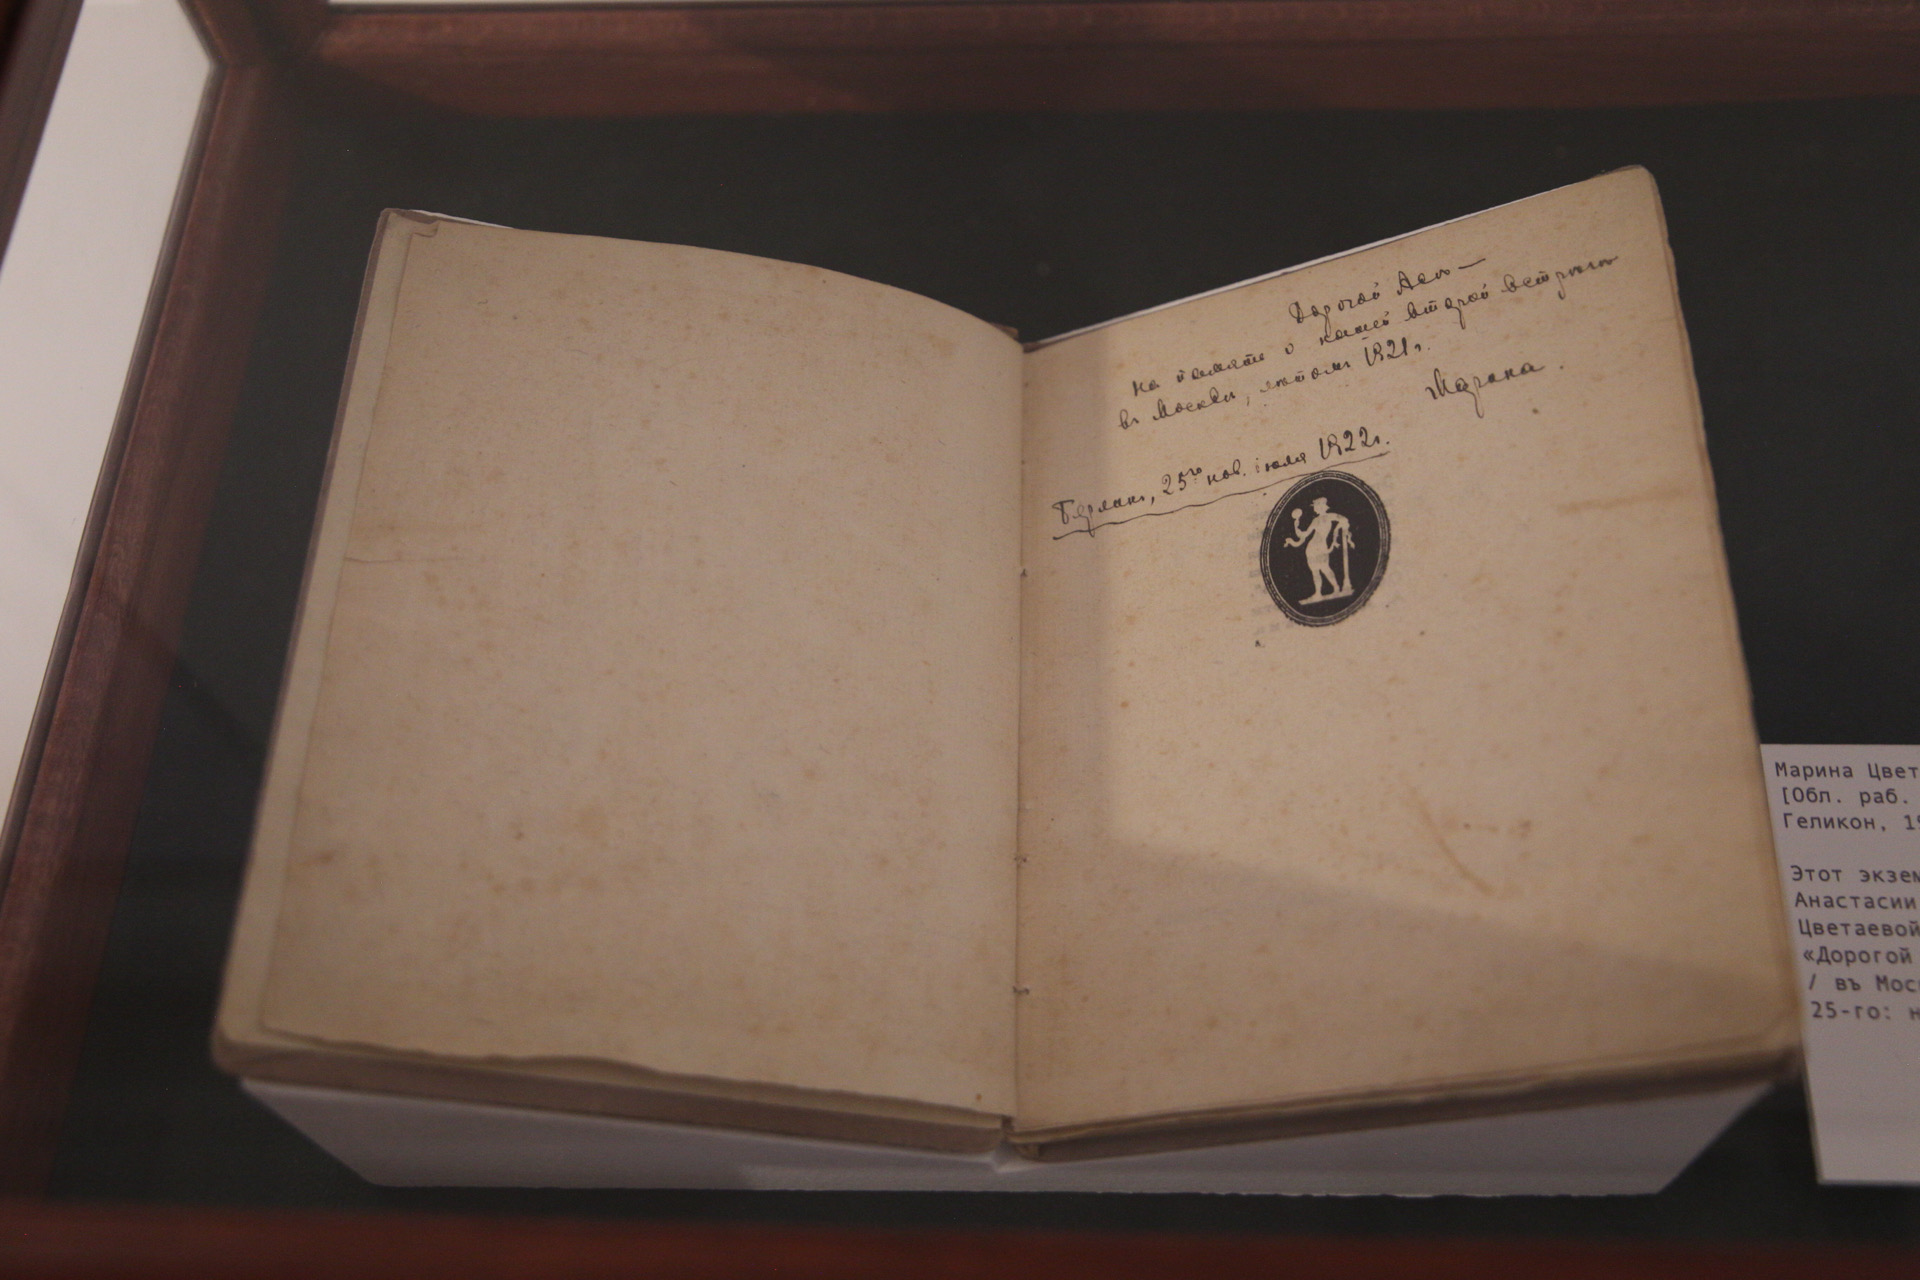 Дорогой Асѣ —
на память о нашей второй встрѣчѣ
въ Москвѣ, лѣтомъ 1921 г.
Марина.
Берлинъ, 25го нов. іюля 1922 г.
Марина Цвет
[Обл. раб.
Геликон, 19
Этот экзем
Анастасии
Цветаевой
«Дорогой
/ въ Мос
25-го: н